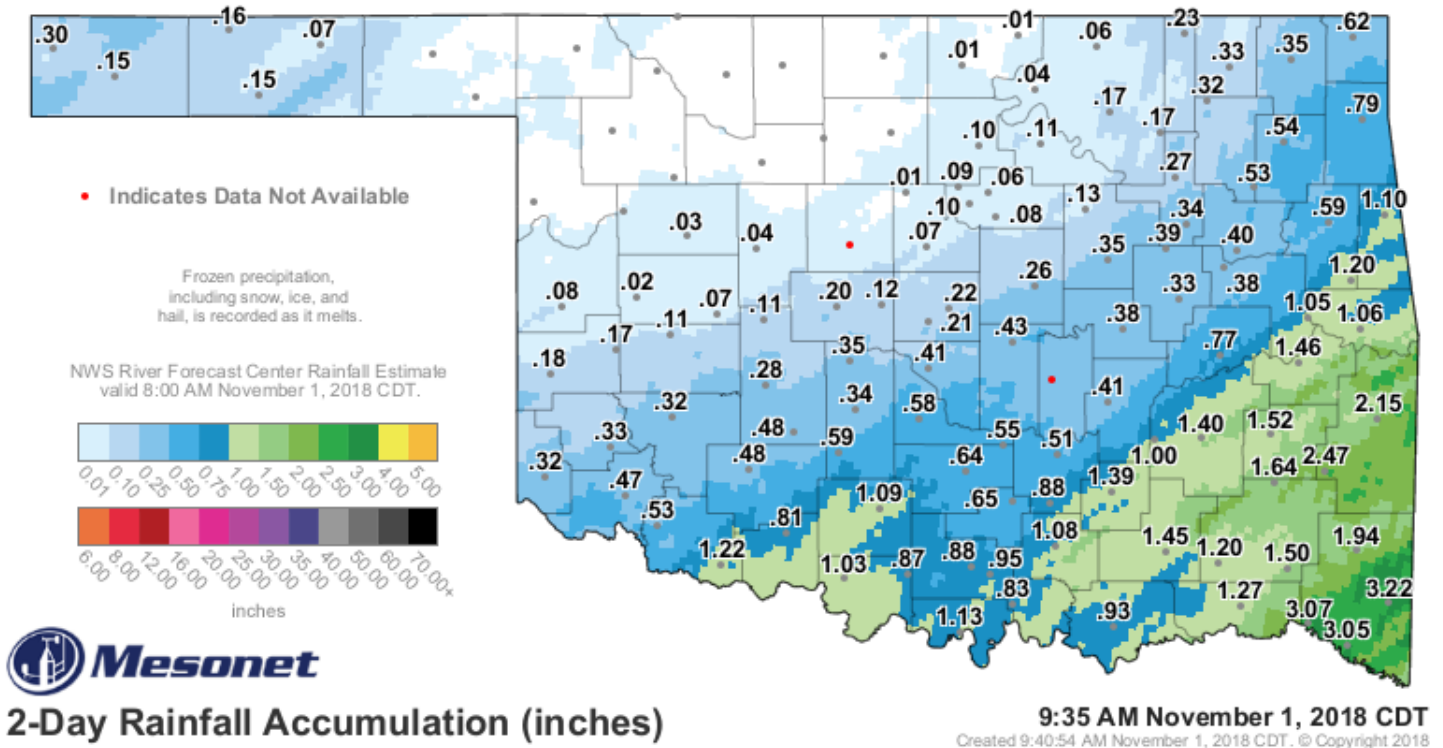 .30 .16 .07 .01 .06 .23 .62
.15 .15 .01 .04 .33 .35
.17 .32 .79
.10 .11 .17 .54
.01 .09 .06 .27 .53
.10 .08 .13 .34 .59 1.10
.03 .04 .07 .35 .39 .40
.08 .02 .07 .11 .20 .12 .22 .26 .33 .38 1.20
.17 .11 .21 .43 .38 1.05 1.06
.18 .28 .35 .41 .77 1.46
.32 .34 .58 .41 2.15
.33 .48 .59 .55 .51 1.40 1.52
.32 .47 .48 .64 1.00 1.64 2.47
.53 .81 1.09 .65 .88 1.39
1.22 1.03 .87 .88 .95 1.08 1.45 1.20 1.50 1.94
1.13 .83 .93 1.27 3.07 3.22
3.05
Indicates Data Not Available
Frozen precipitation,
including snow, ice, and
hail, is recorded as it melts.
NWS River Forecast Center Rainfall Estimate
valid 8:00 AM November 1, 2018 CDT.
0.01 0.10 0.25 0.50 0.75 1.00 1.50 2.00 2.50 3.00 4.00 5.00
6.00 8.00 12.00 16.00 20.00 25.00 30.00 35.00 40.00 50.00 60.00 70.00+
inches
Mesonet
2-Day Rainfall Accumulation (inches)
9:35 AM November 1, 2018 CDT
Created 9:40:54 AM November 1, 2018 CDT. © Copyright 2018